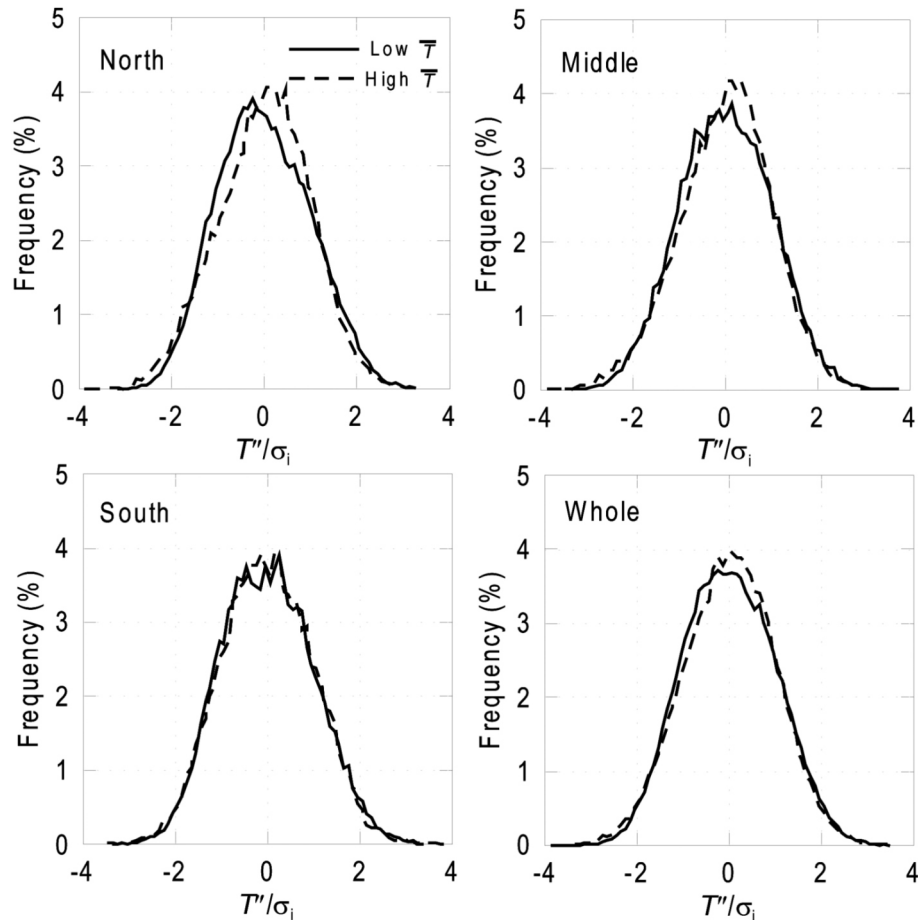 North
Low T̅
High T̅
Frequency (%)
5
4
3
2
1
0
-4 -2 0 2 4
T″/σi
Middle
Frequency (%)
5
4
3
2
1
0
-4 -2 0 2 4
T″/σi
South
Frequency (%)
5
4
3
2
1
0
-4 -2 0 2 4
T″/σi
Whole
Frequency (%)
5
4
3
2
1
0
-4 -2 0 2 4
T″/σi